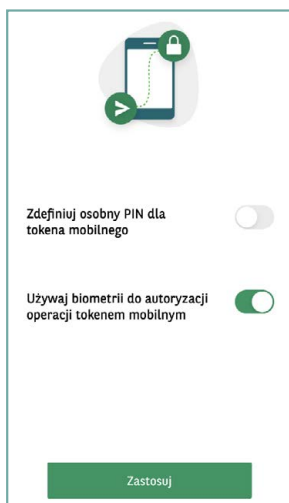 Zdefiniuj osobny PIN dla
tokena mobilnego
Używaj biometrii do autoryzacji
operacji tokenem mobilnym
Zastosuj